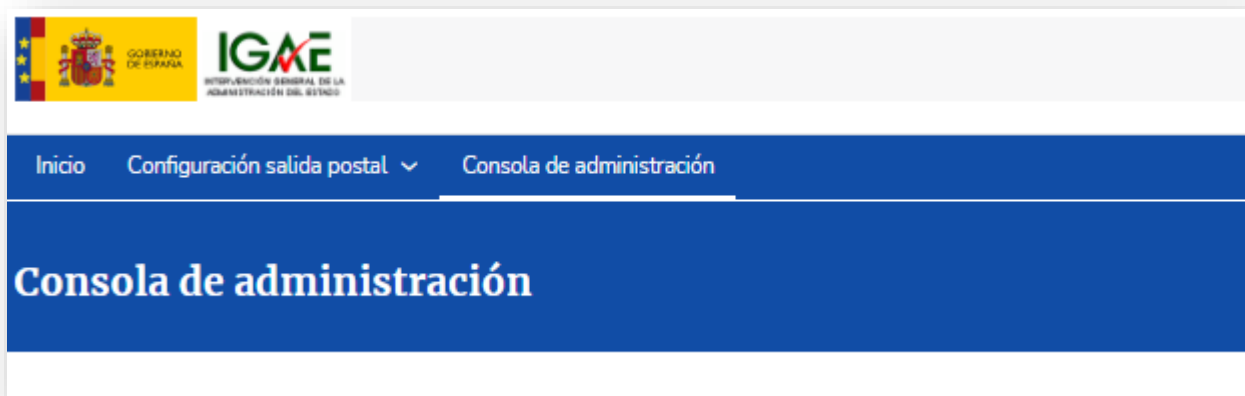 GOBIERNO
DE ESPAÑA
IGAE
INTERVENCIÓN GENERAL DE LA
ADMINISTRACIÓN DEL ESTADO
Inicio Configuración salida postal Consola de administración
Consola de administración